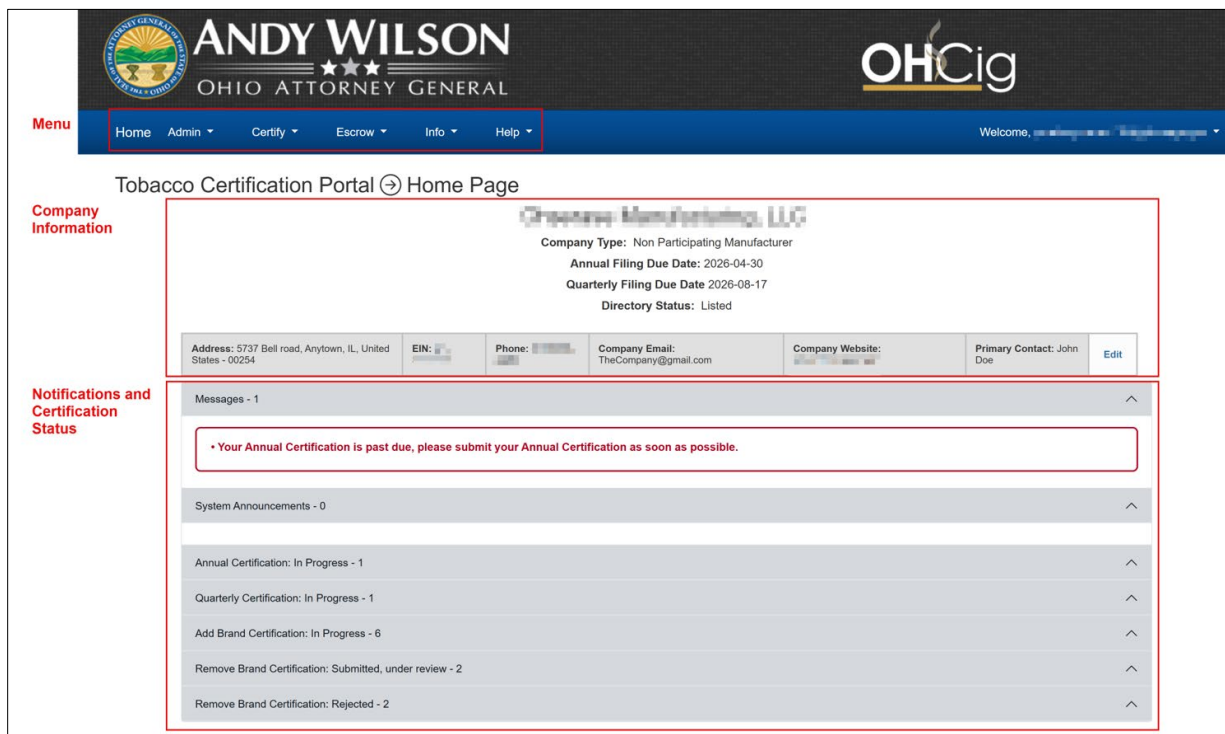 ANDY WILSON
OHIO ATTORNEY GENERAL
OHCig
Menu
Home Admin Certify Escrow Info Help Welcome,
Tobacco Certification Portal Home Page
Company
Information
LLC
Company Type: Non Participating Manufacturer
Annual Filing Due Date: 2026-04-30
Quarterly Filing Due Date 2026-08-17
Directory Status: Listed
Address: 5737 Bell road, Anytown, IL, United
States - 00254
EIN:
Phone:
Company Email:
TheCompany@gmail.com
Company Website:
Primary Contact: John
Doe
Edit
Notifications and
Certification
Status
Messages - 1
• Your Annual Certification is past due, please submit your Annual Certification as soon as possible.
System Announcements - 0
Annual Certification: In Progress - 1
Quarterly Certification: In Progress - 1
Add Brand Certification: In Progress - 6
Remove Brand Certification: Submitted, under review - 2
Remove Brand Certification: Rejected - 2